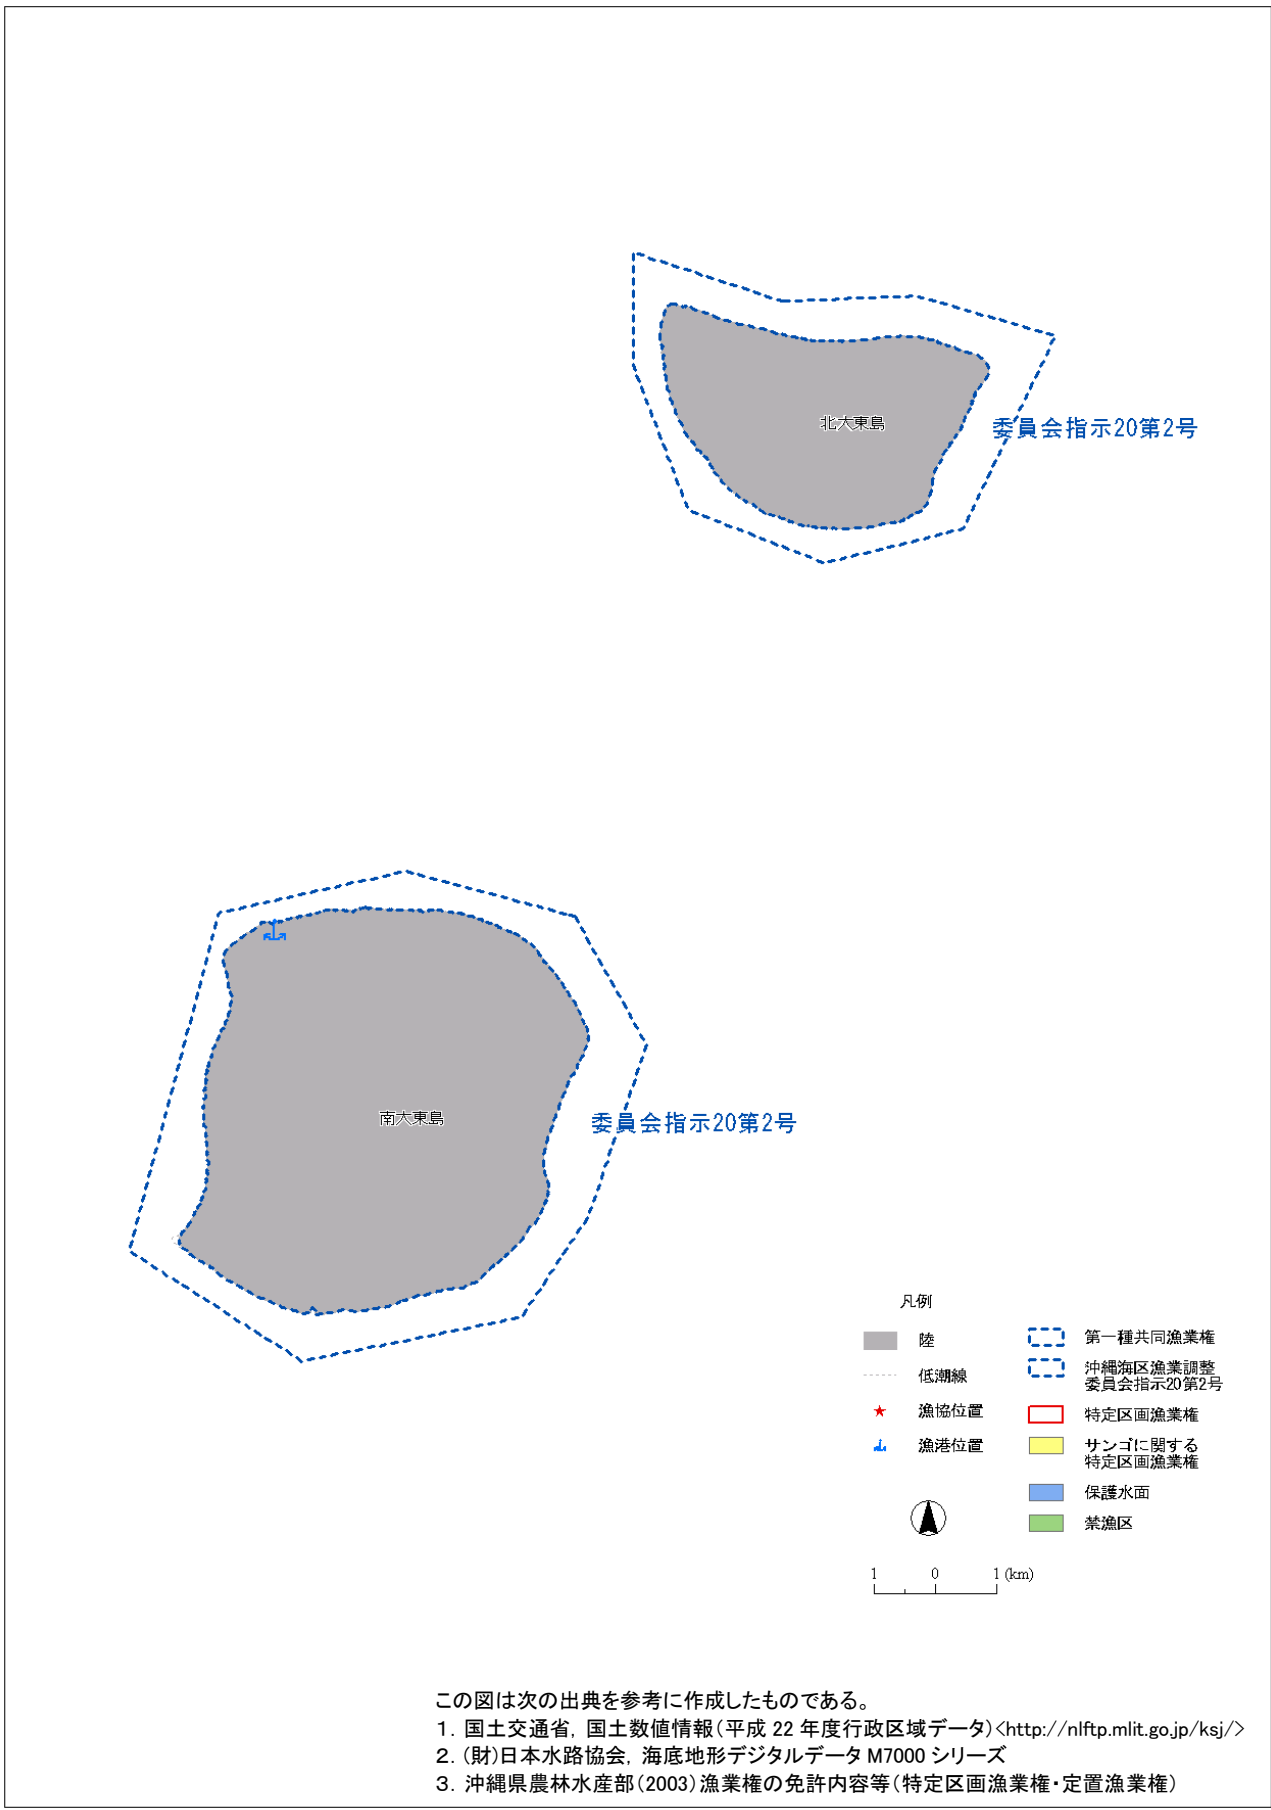 北大東島
委員会指示20第2号
南大東島
委員会指示20第2号
凡例
陸
低潮線
漁協位置
漁港位置
第一種共同漁業権
沖縄海区漁業調整
委員会指示20第2号
特定区画漁業権
サンゴに関する
特定区画漁業権
保護水面
禁漁区
1 0 1 (km)
この図は次の出典を参考に作成したものである。
1. 国土交通省, 国土数値情報(平成 22 年度行政区域データ)<http://nlftp.mlit.go.jp/ksj/>
2. (財)日本水路協会, 海底地形デジタルデータ M7000 シリーズ
3. 沖縄県農林水産部(2003)漁業権の免許内容等(特定区画漁業権・定置漁業権)